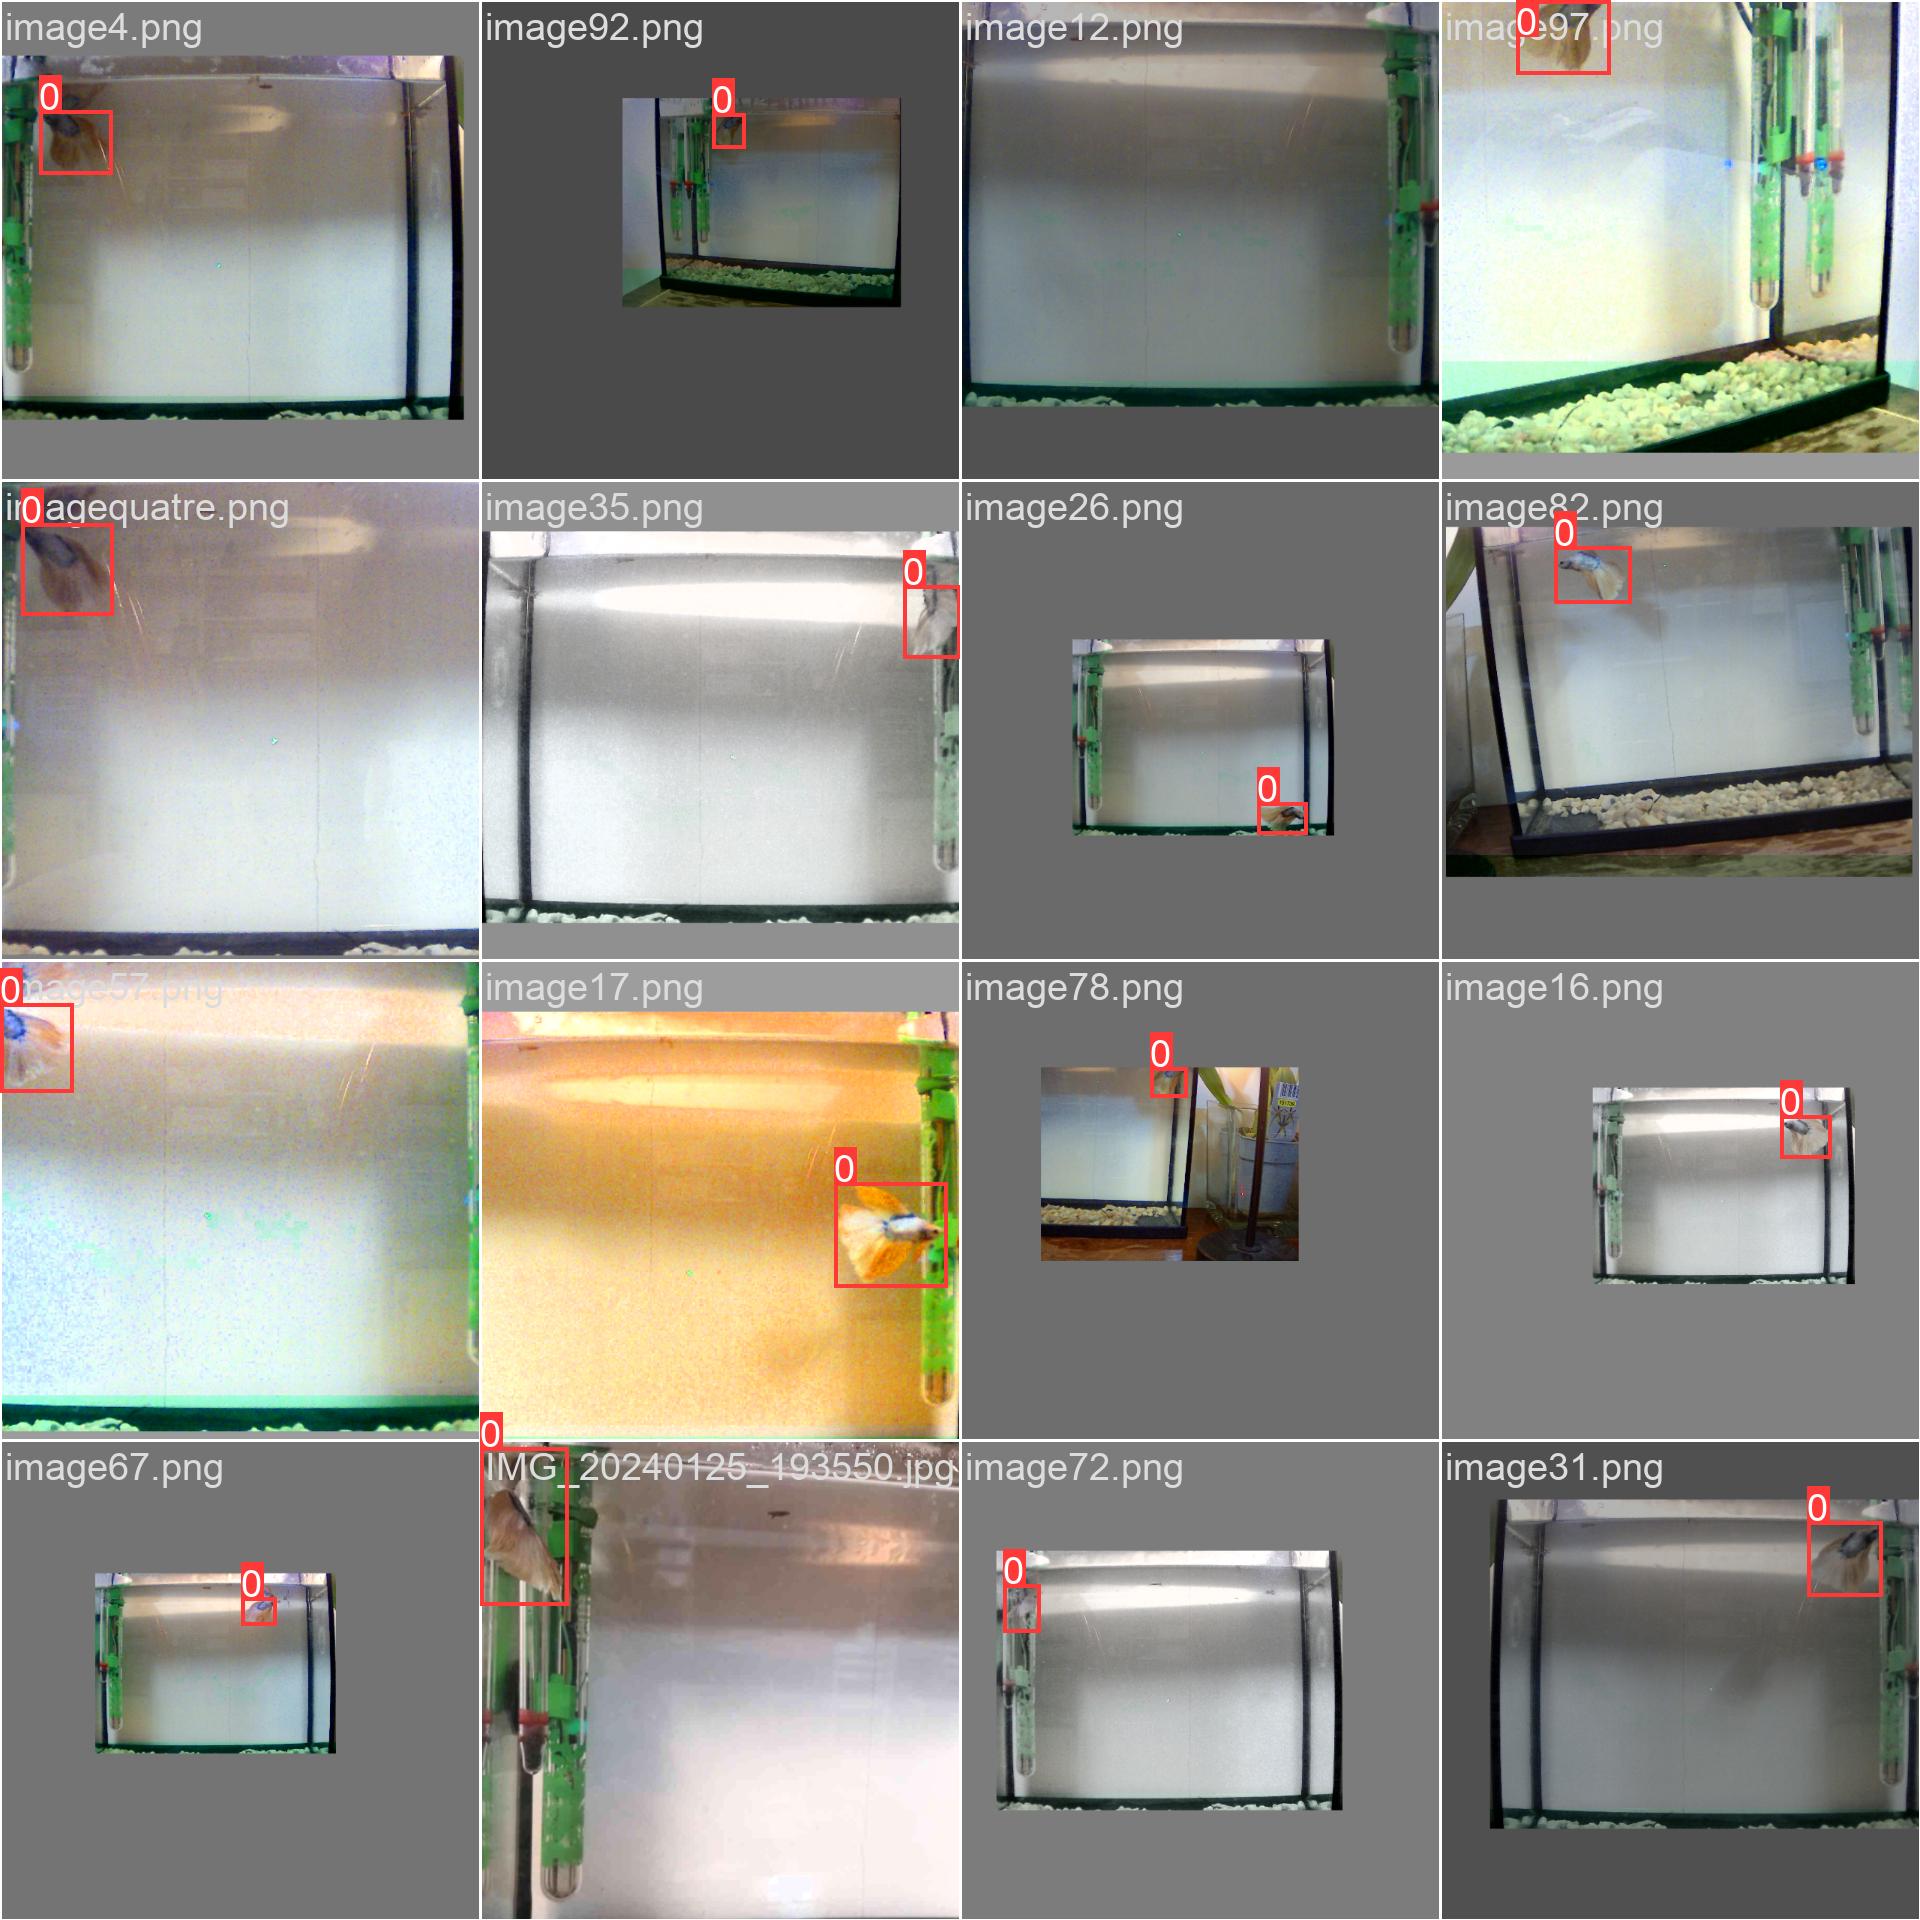 image4.png
image92.png
image12.png
image97.png
0
0
0
imagequatre.png
image35.png
image26.png
image82.png
0
0
0
0
image57.png
image17.png
image78.png
image16.png
0
0
0
0
image67.png
IMG_20240125_193550.jpg
image72.png
image31.png
0
0
0
0